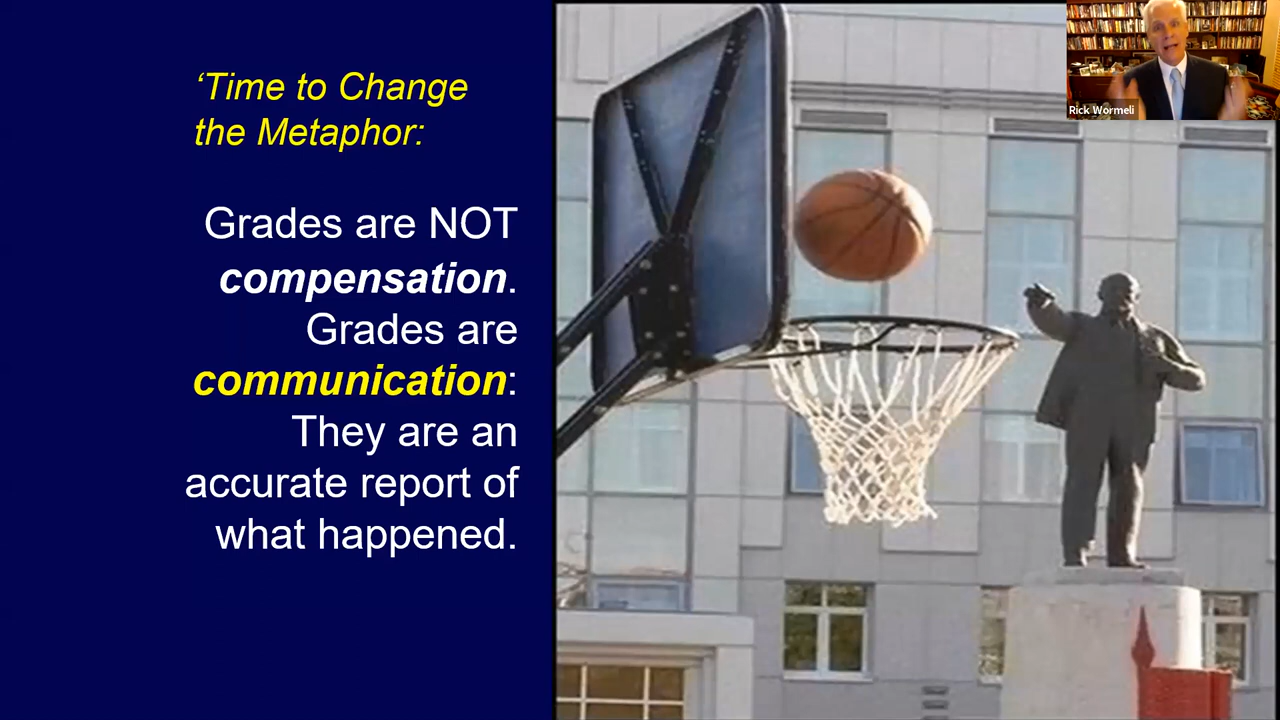 ‘Time to Change
the Metaphor:
Grades are NOT
compensation.
Grades are
communication:
They are an
accurate report of
what happened.
Rick Wormeli